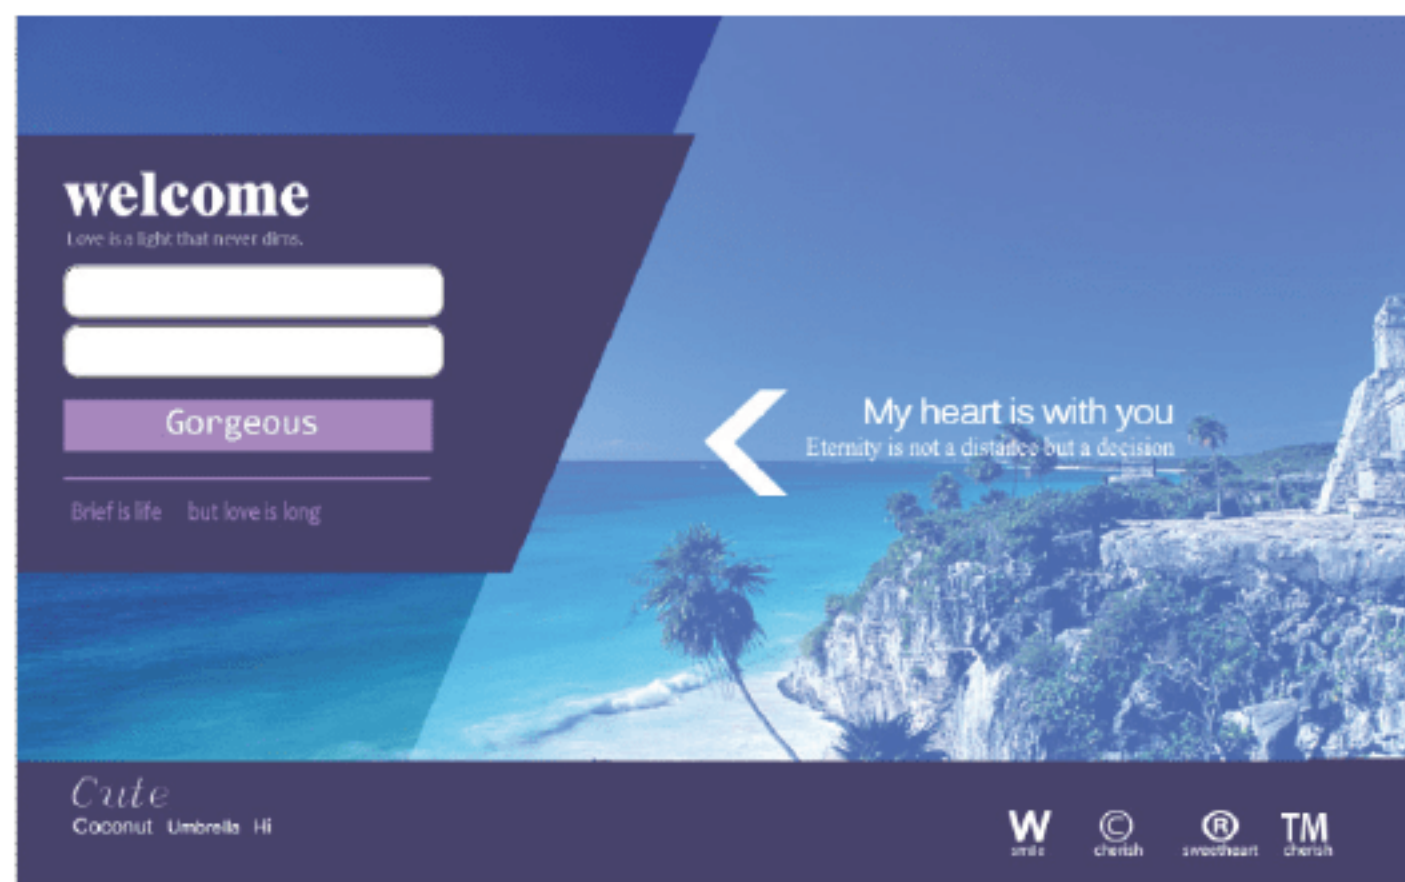 welcome
Love is a light that never dims.
Gorgeous
Brief is life but love is long
My heart is with you
Eternity is not a distance but a decision
Cute
Coconut Umbrella Hi
W © ® TM
smile cherish sweetheart cherish